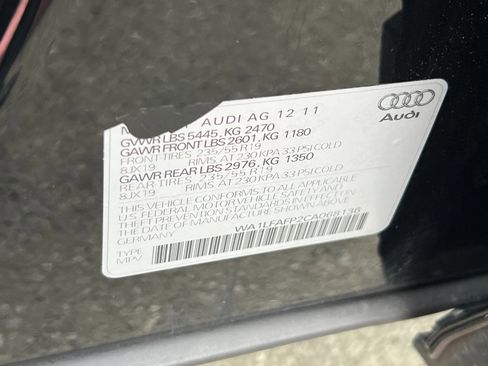 AUDI AG 12 11
GVWR LBS 5445, KG 2470
GAWR FRONT LBS 2601, KG 1180
FRONT-TIRES 235/55 R19
8JX19 RIMS, AT 230 KPA 33 PSI COLD
GAWR REAR LBS 2976, KG 1350
REAR-TIRES 235/55 R19
8JX19 RIMS, AT 230 KPA 33 PSI COLD
THIS VEHICLE CONFORMS TO ALL APPLICABLE
U.S. FEDERAL MOTOR VEHICLE SAFETY AND
THEFT PREVENTION STANDARDS IN EFFECT ON THE DATE
OF MANUFACTURE SHOWN ABOVE.
GERMANY
WA1LFAFP2CA068136
TYPE
MPV
Audi